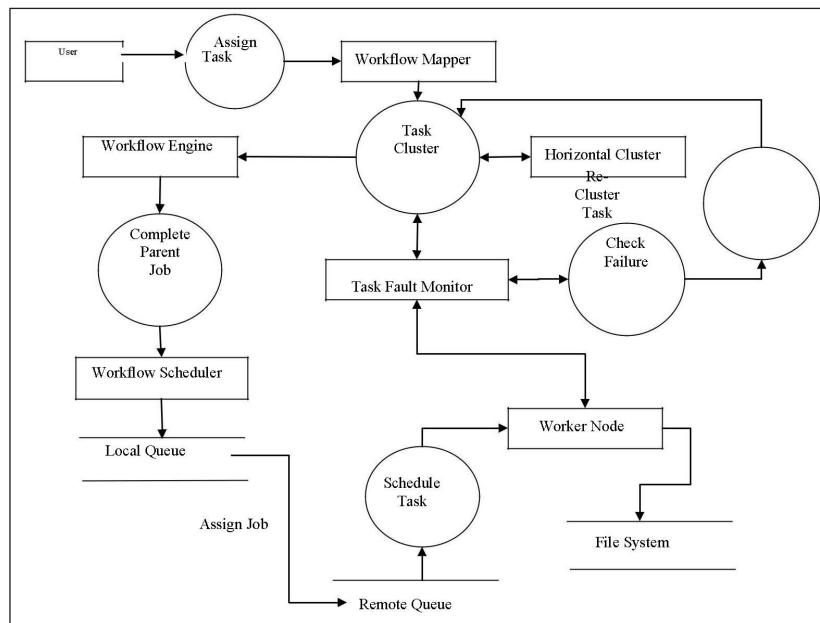 User
Assign
Task
Workflow Mapper
Task
Cluster
Workflow Engine
Horizontal Cluster
Re-
Cluster
Task
Complete
Parent
Job
Check
Failure
Task Fault Monitor
Workflow Scheduler
Worker Node
Local Queue
Schedule
Task
Assign Job
File System
Remote Queue